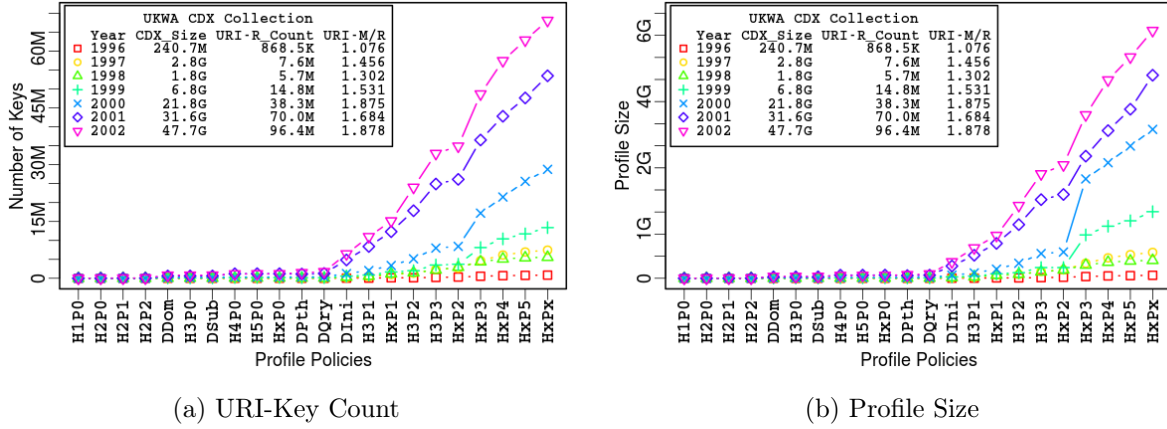 UKWA CDX Collection
Year CDX_Size URI-R_Count URI-M/R
1996 240.7M 868.5K 1.076
1997 2.8G 7.6M 1.456
1998 1.8G 5.7M 1.302
1999 6.8G 14.8M 1.531
2000 21.8G 38.3M 1.875
2001 31.6G 70.0M 1.684
2002 47.7G 96.4M 1.878
Number of Keys
60M
45M
30M
15M
0
H1P0 H2P0 H2P1 H2P2 DDom H3P0 DSub H4P0 H5P0 HxP0 DPth DQry DIni H3P1 HxP1 H3P2 H3P3 HxP2 HxP3 HxP4 HxP5 HxPx
Profile Policies
(a) URI-Key Count
UKWA CDX Collection
Year CDX_Size URI-R_Count URI-M/R
1996 240.7M 868.5K 1.076
1997 2.8G 7.6M 1.456
1998 1.8G 5.7M 1.302
1999 6.8G 14.8M 1.531
2000 21.8G 38.3M 1.875
2001 31.6G 70.0M 1.684
2002 47.7G 96.4M 1.878
Profile Size
6G
4G
2G
1G
0
H1P0 H2P0 H2P1 H2P2 DDom H3P0 DSub H4P0 H5P0 HxP0 DPth DQry DIni H3P1 HxP1 H3P2 H3P3 HxP2 HxP3 HxP4 HxP5 HxPx
Profile Policies
(b) Profile Size